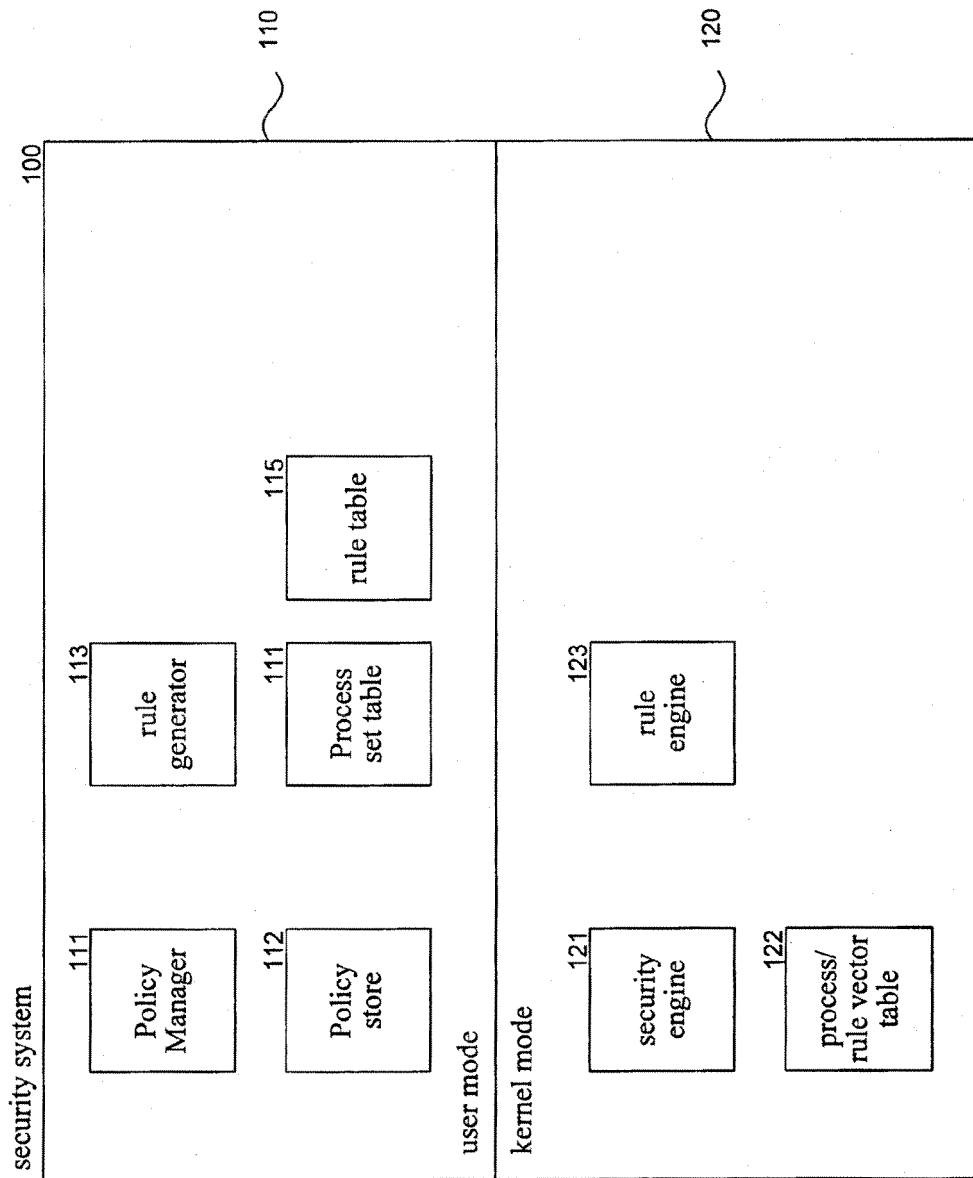 security system
100
111
Policy
Manager
113
rule
generator
112
Policy
store
111
Process
set table
115
rule table
user mode
110
kernel mode
121
security
engine
123
rule
engine
122
process/
rule vector
table
120